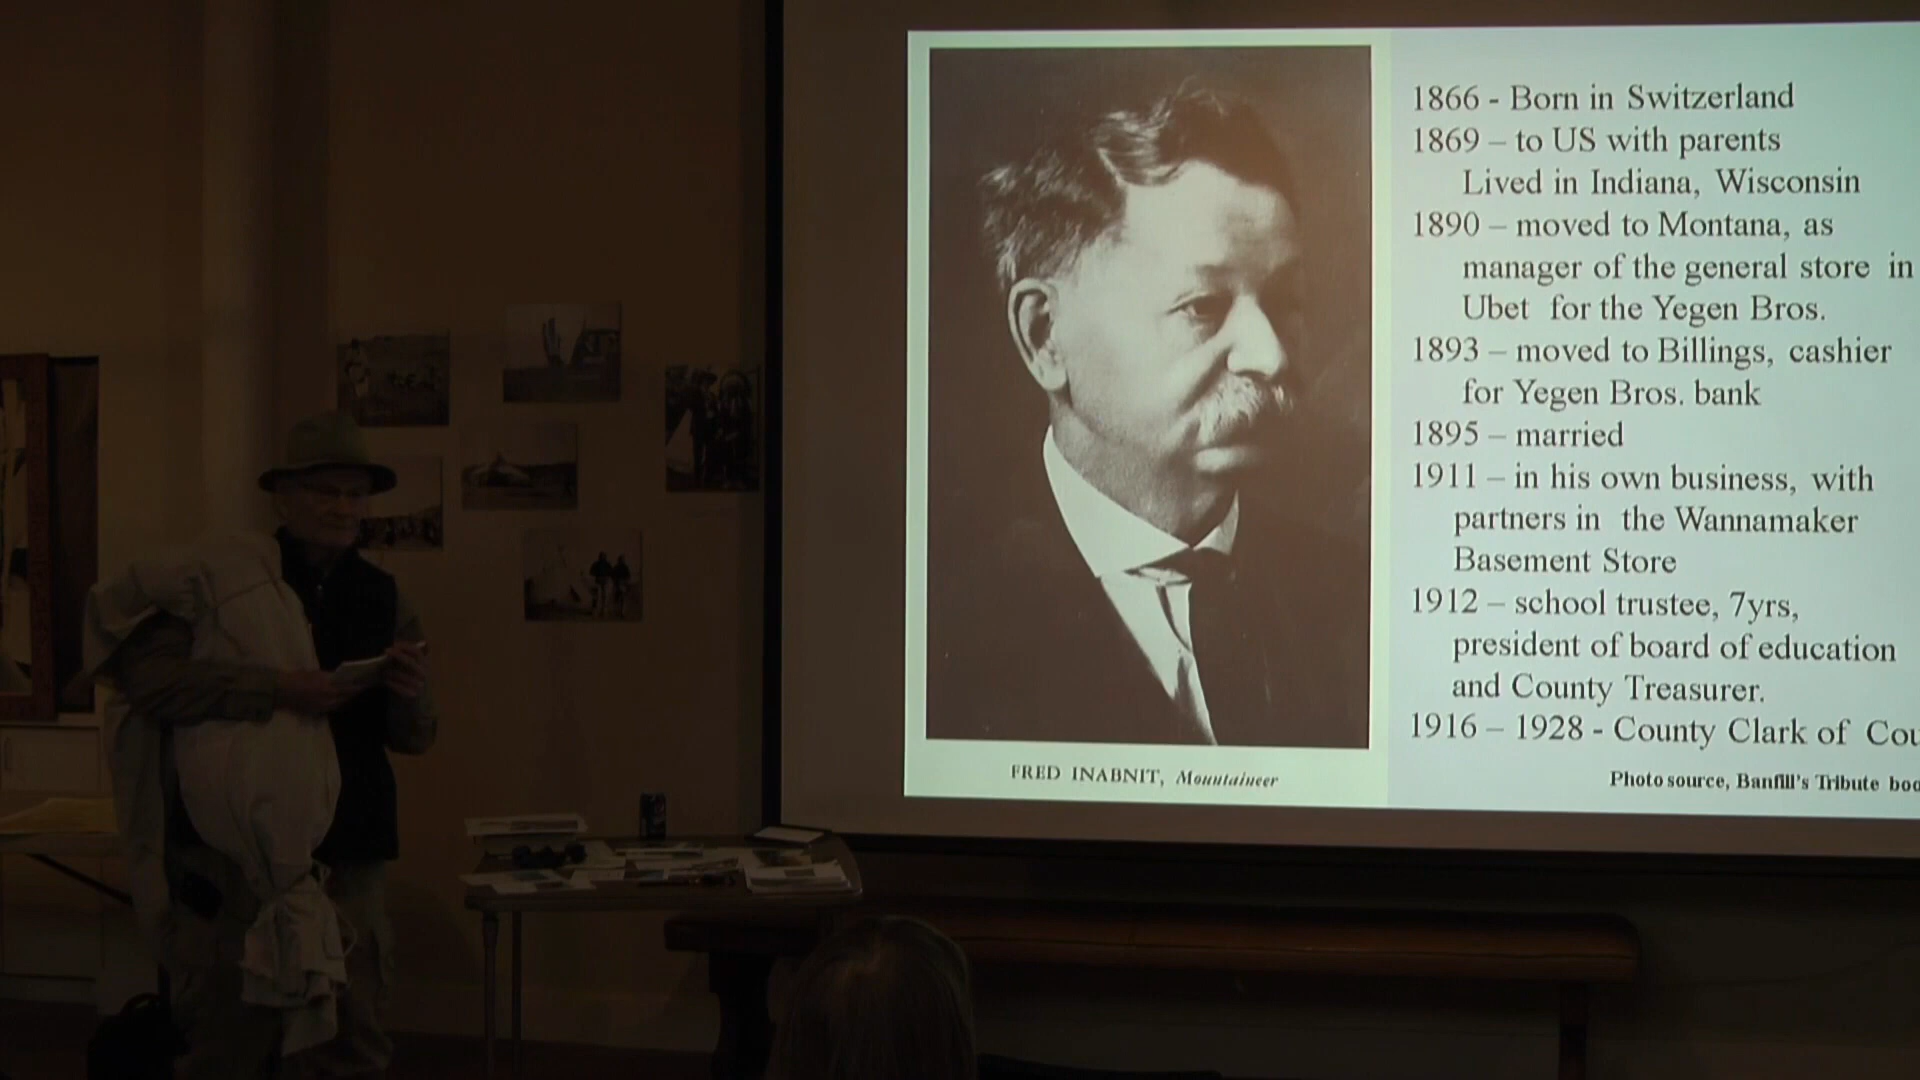 1866 - Born in Switzerland
1869 – to US with parents
Lived in Indiana, Wisconsin
1890 – moved to Montana, as
manager of the general store in
Ubet for the Yegen Bros.
1893 – moved to Billings, cashier
for Yegen Bros. bank
1895 – married
1911 – in his own business, with
partners in the Wannamaker
Basement Store
1912 – school trustee, 7yrs,
president of board of education
and County Treasurer.
1916 – 1928 - County Clark of Cou
FRED INABNIT, Mountaineer
Photo source, Banfill's Tribute boo